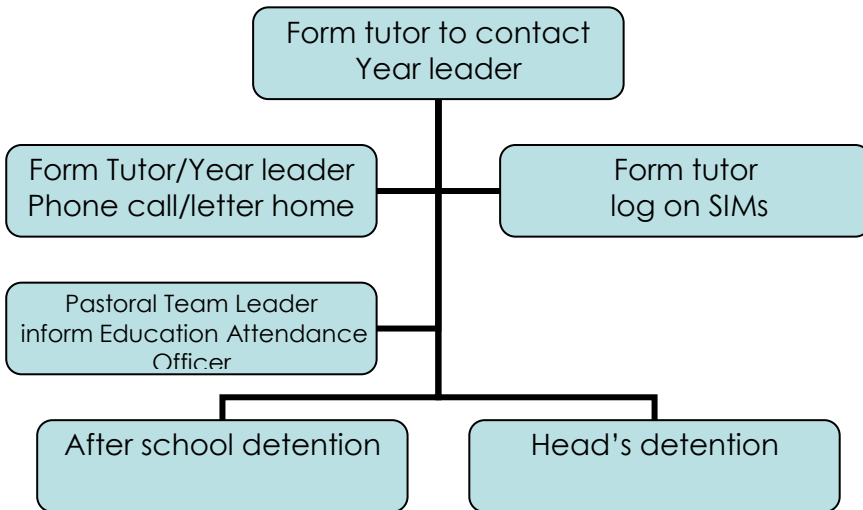 Form tutor to contact
Year leader
Form Tutor/Year leader
Phone call/letter home
Form tutor
log on SIMs
Pastoral Team Leader
inform Education Attendance
Officer
After school detention
Head's detention